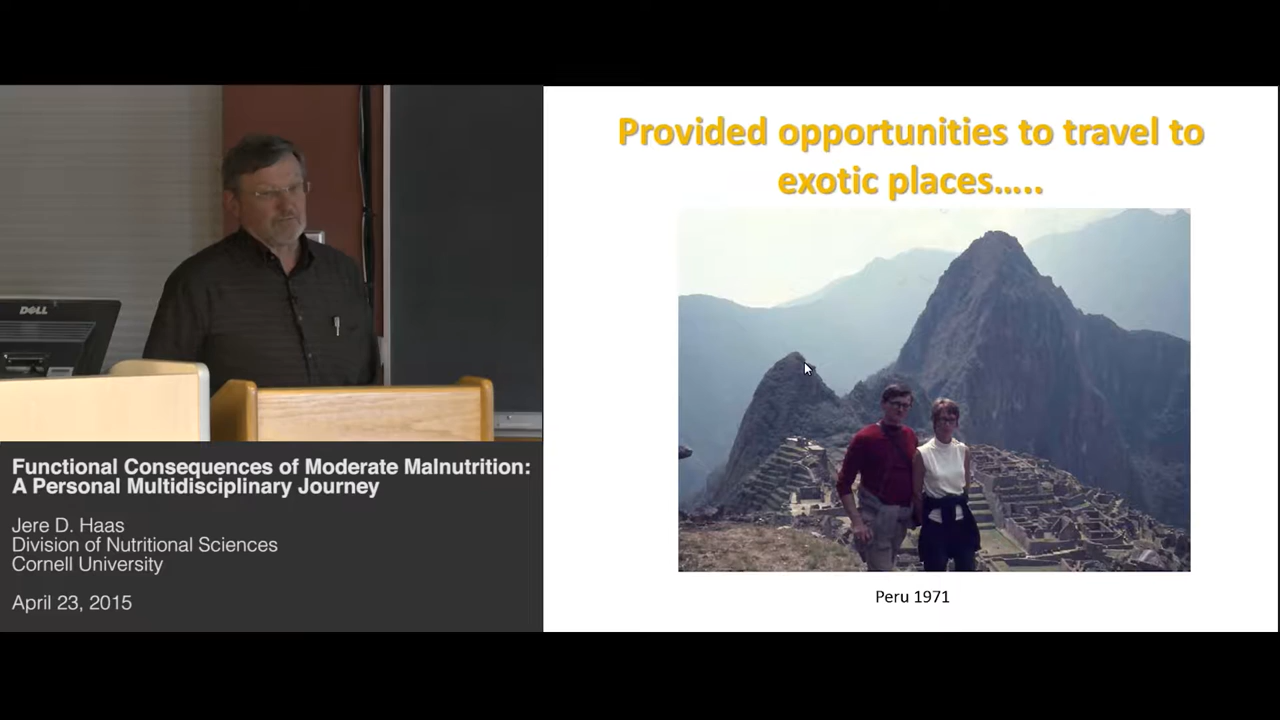 Provided opportunities to travel to
exotic places.....
DELL
Functional Consequences of Moderate Malnutrition:
A Personal Multidisciplinary Journey
Jere D. Haas
Division of Nutritional Sciences
Cornell University
April 23, 2015
Peru 1971